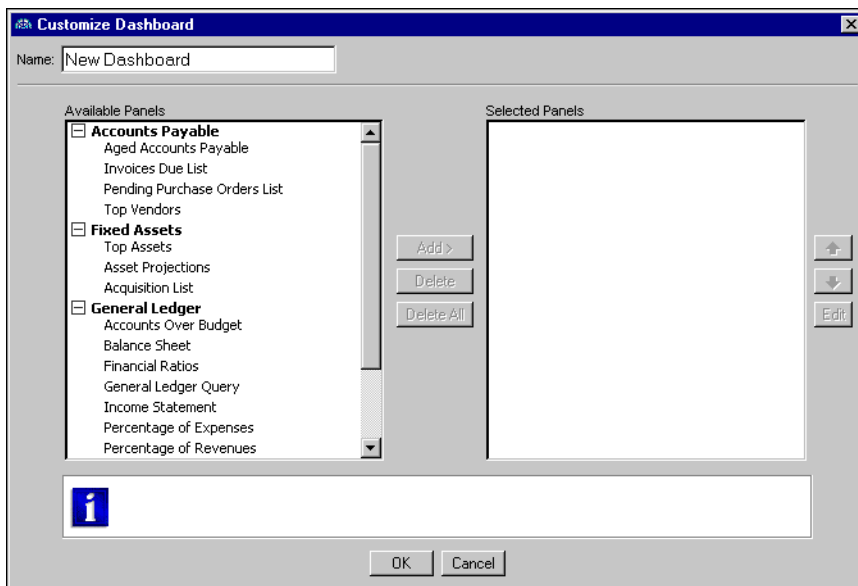 Customize Dashboard
Name: New Dashboard
Available Panels
Accounts Payable
Aged Accounts Payable
Invoices Due List
Pending Purchase Orders List
Top Vendors
Fixed Assets
Top Assets
Asset Projections
Acquisition List
General Ledger
Accounts Over Budget
Balance Sheet
Financial Ratios
General Ledger Query
Income Statement
Percentage of Expenses
Percentage of Revenues
Add >
Delete
Delete All
Selected Panels
Edit
i
OK Cancel